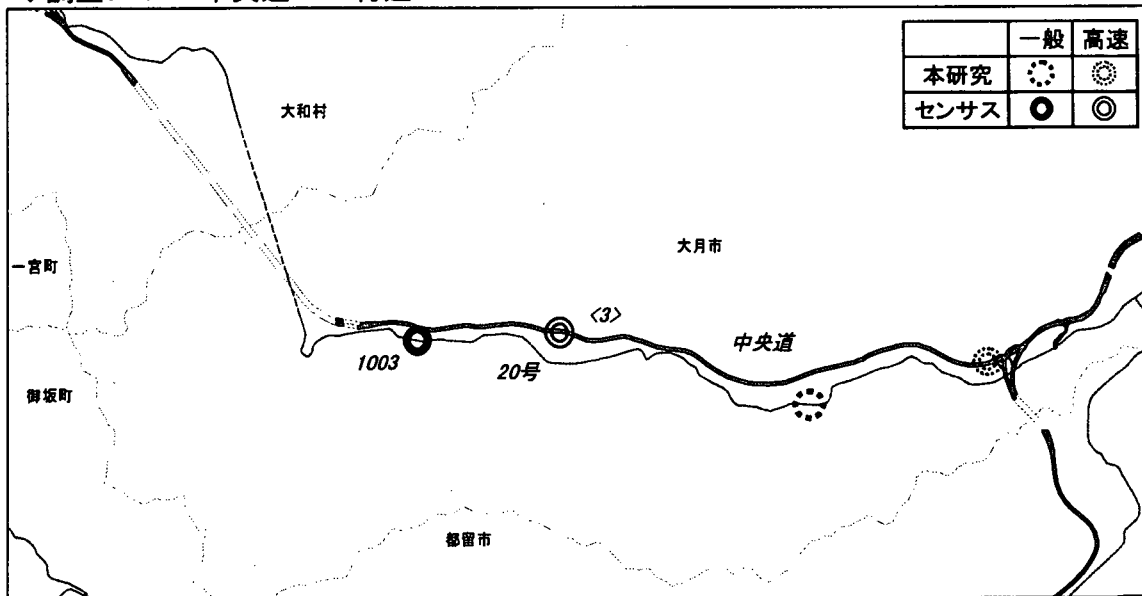 一般 高速
本研究
センサス
大和村
大月市
一宮町
<3>
中央道
1003
20号
御坂町
都留市